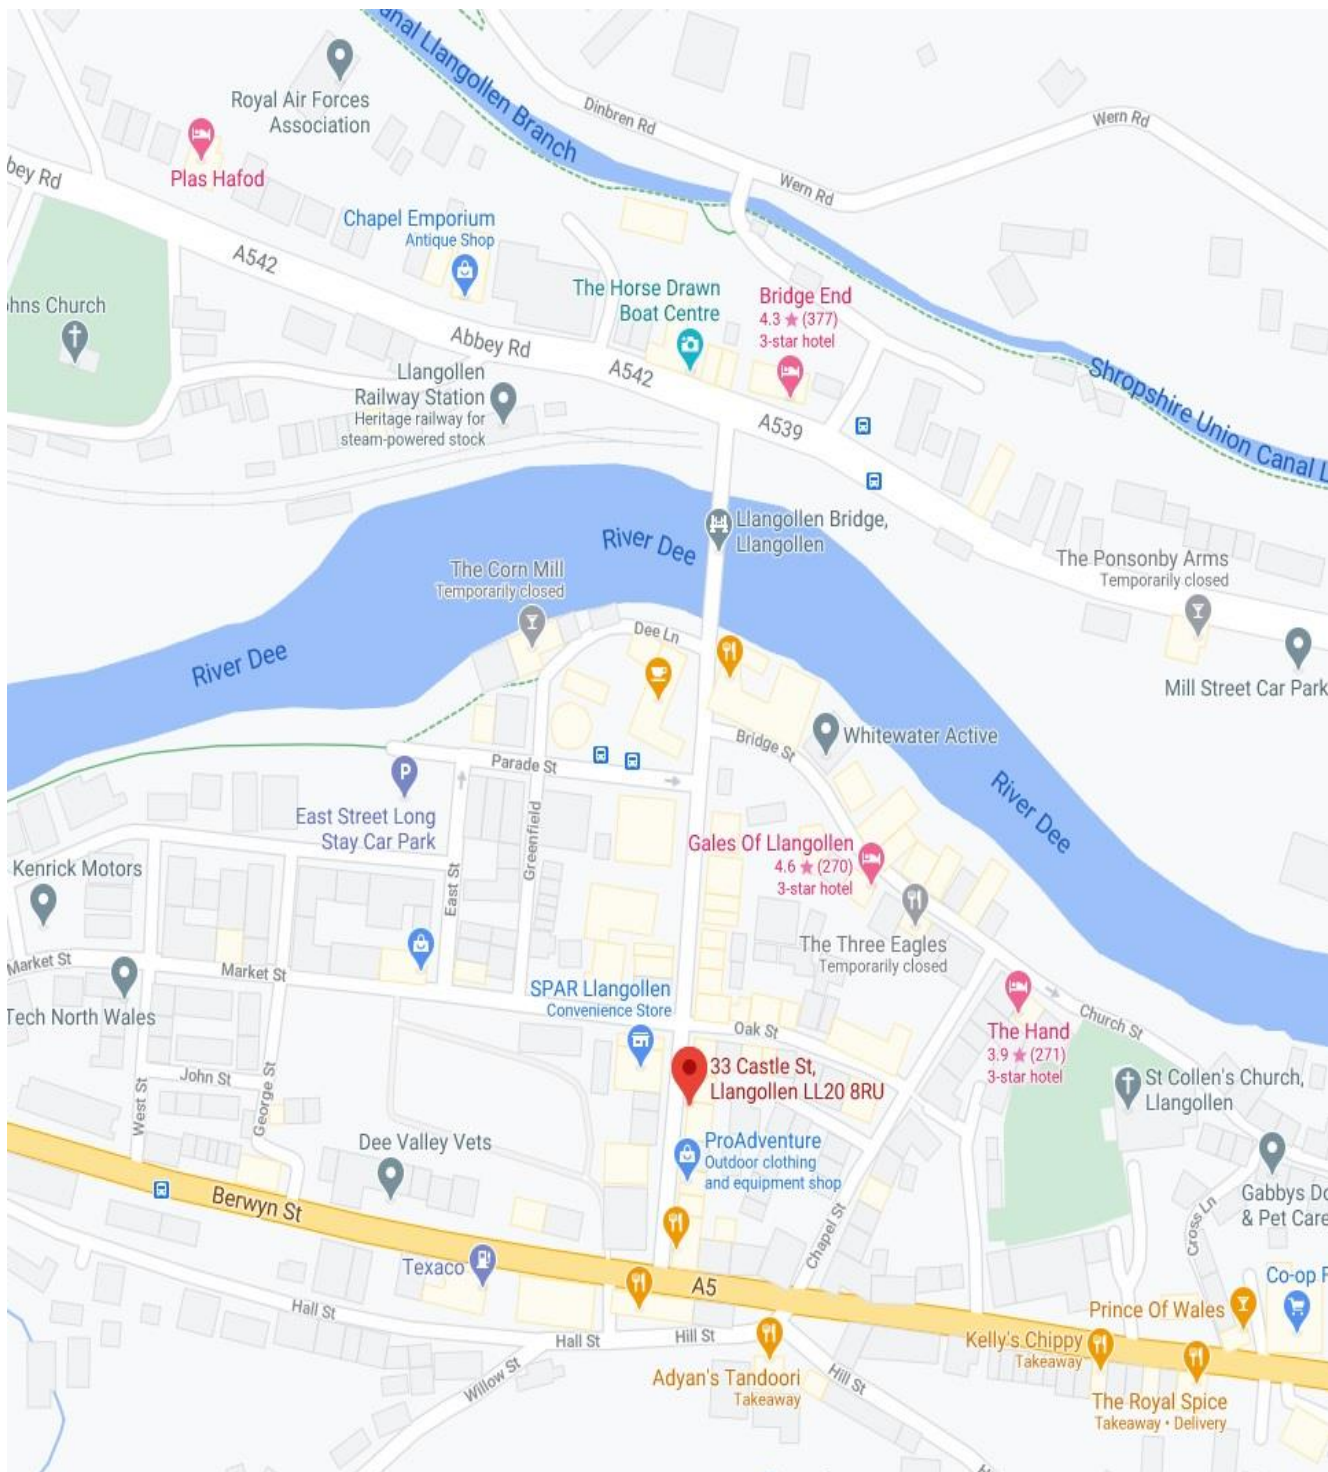 anal Llangollen Branch
Royal Air Forces
Association
Dinbren Rd
Wern Rd
Plas Hafod
bey Rd
Wern Rd
Chapel Emporium
Antique Shop
A542
The Horse Drawn
Boat Centre
Bridge End
4.3 ★ (377)
3-star hotel
ohns Church
Abbey Rd
A542
Shropshire Union Canal L
Llangollen
Railway Station
Heritage railway for
steam-powered stock
A539
Llangollen Bridge,
Llangollen
River Dee
The Corn Mill
Temporarily closed
The Ponsonby Arms
Temporarily closed
Dee Ln
River Dee
Mill Street Car Park
Whitewater Active
Bridge St
Parade St
River Dee
East Street Long
Stay Car Park
Greenfield
Gales Of Llangollen
4.6 ★ (270)
3-star hotel
Kenrick Motors
East St
The Three Eagles
Temporarily closed
Market St
Market St
SPAR Llangollen
Convenience Store
Tech North Wales
Oak St
Church St
The Hand
3.9 ★ (271)
3-star hotel
33 Castle St,
Llangollen LL20 8RU
John St
West St
George St
St Collen's Church,
Llangollen
Dee Valley Vets
ProAdventure
Outdoor clothing
and equipment shop
Berwyn St
Chapel St
Cross Ln
Gabbys Do
& Pet Care
Texaco
A5
Co-op F
Hall St
Prince Of Wales
Hall St
Hill St
Kelly's Chippy
Takeaway
Willow St
Adyan's Tandoori
Takeaway
Hill St
The Royal Spice
Takeaway • Delivery
P